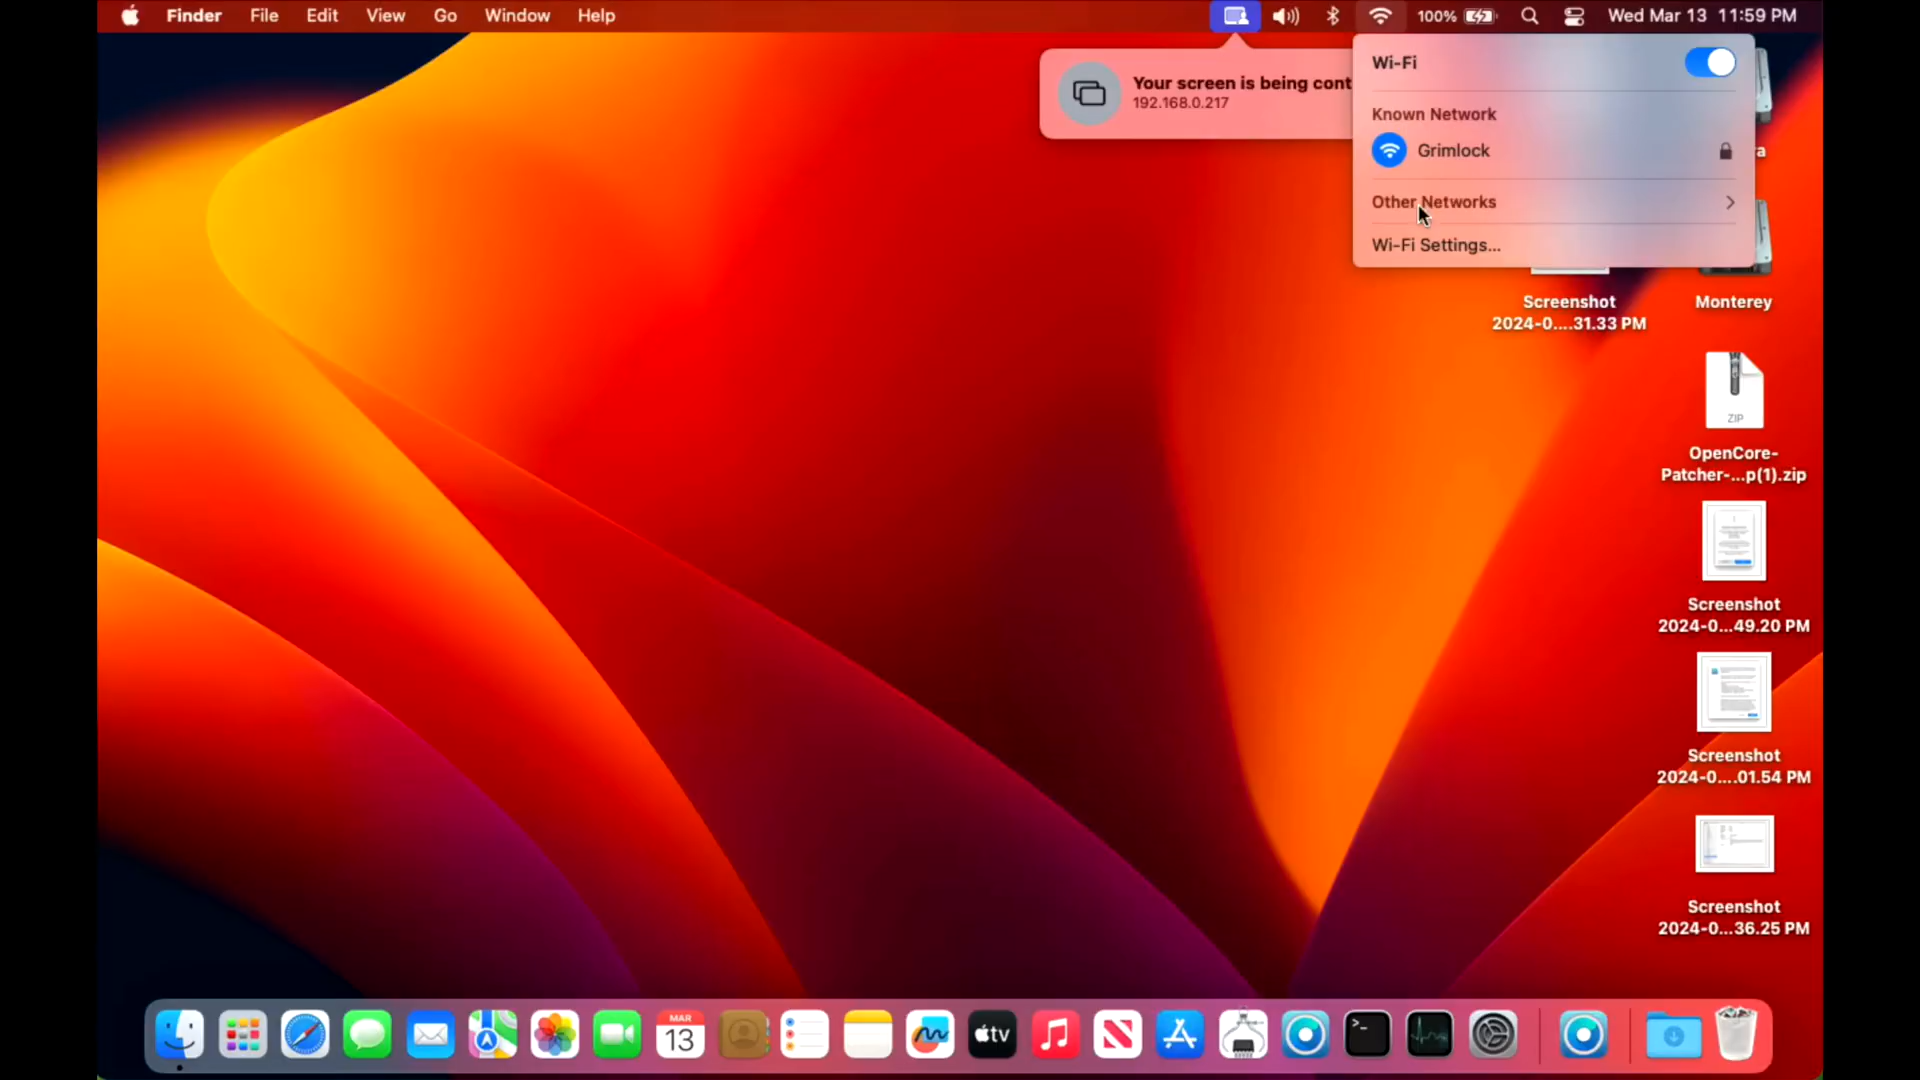 Finder File Edit View Go Window Help 100% Wed Mar 13 11:59 PM
Your screen is being cont
192.168.0.217
Wi-Fi
Known Network
Grimlock
Other Networks
Wi-Fi Settings...
Screenshot
2024-0....31.33 PM
Monterey
ZIP
OpenCore-
Patcher-...p(1).zip
Screenshot
2024-0...49.20 PM
Screenshot
2024-0....01.54 PM
Screenshot
2024-0...36.25 PM
MAR
13
tv